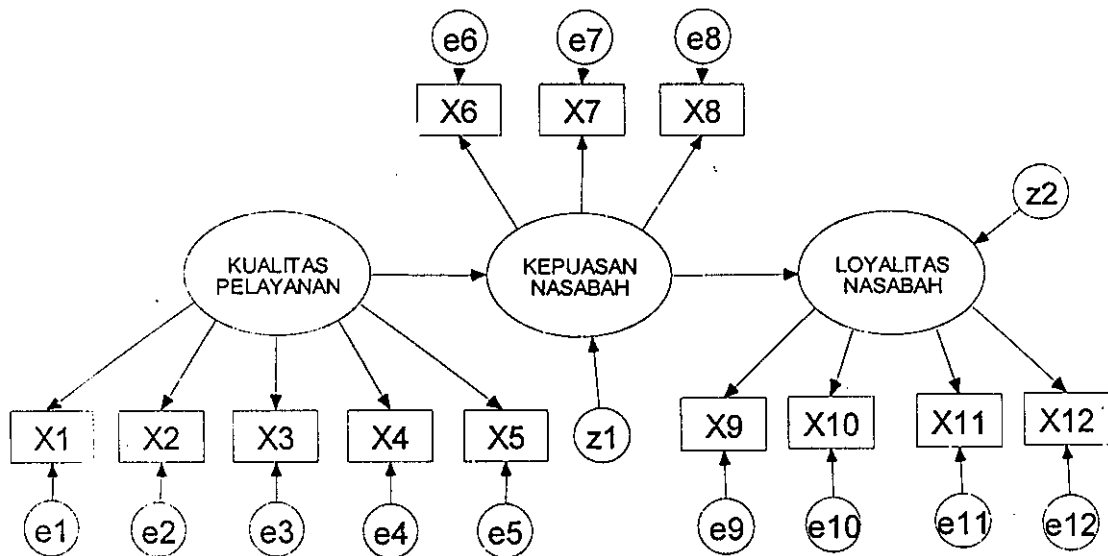 e6
e7
e8
X6
X7
X8
z2
KUALITAS
PELAYANAN
KEPUASAN
NASABAH
LOYALITAS
NASABAH
X1
X2
X3
X4
X5
z1
X9
X10
X11
X12
e1
e2
e3
e4
e5
e9
e10
e11
e12